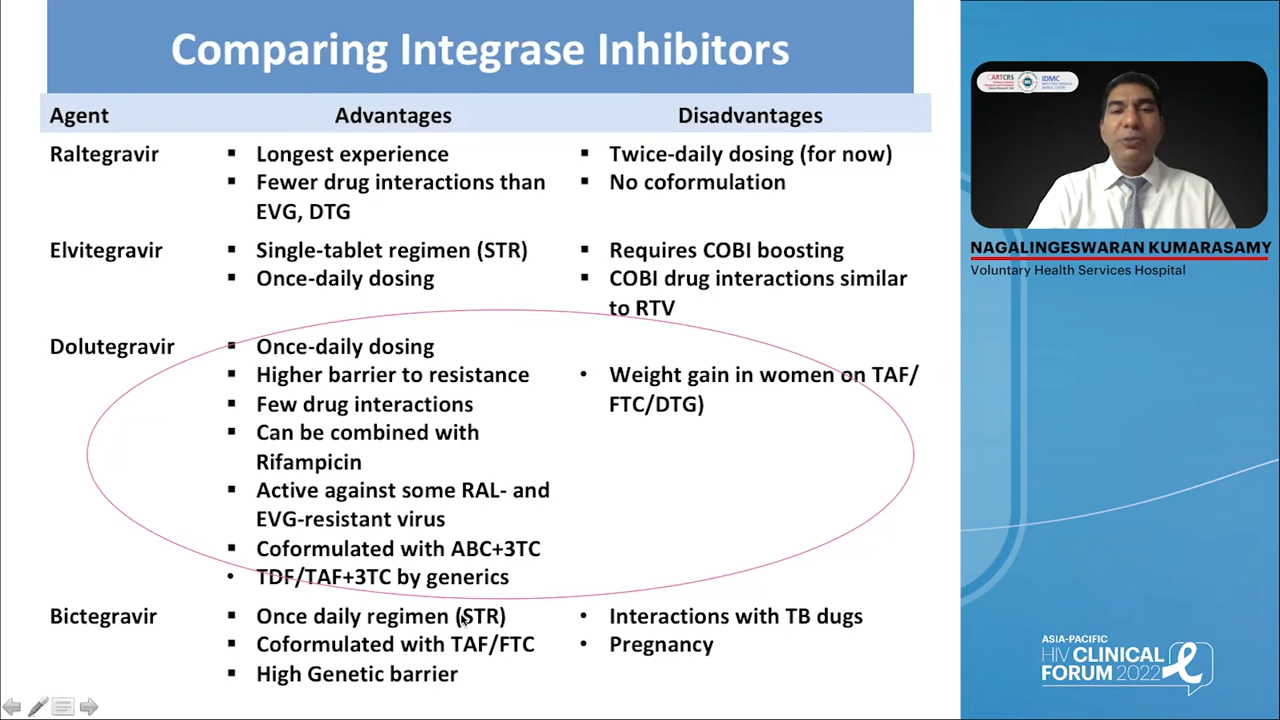 Comparing Integrase Inhibitors
Agent Advantages Disadvantages
Raltegravir
▪ Longest experience
▪ Fewer drug interactions than
EVG, DTG
▪ Twice-daily dosing (for now)
▪ No coformulation
Elvitegravir
▪ Single-tablet regimen (STR)
▪ Once-daily dosing
▪ Requires COBI boosting
▪ COBI drug interactions similar
to RTV
Dolutegravir
▪ Once-daily dosing
▪ Higher barrier to resistance
▪ Few drug interactions
▪ Can be combined with
Rifampicin
▪ Active against some RAL- and
EVG-resistant virus
▪ Coformulated with ABC+3TC
• TDF/TAF+3TC by generics
• Weight gain in women on TAF/
FTC/DTG)
Bictegravir
▪ Once daily regimen (STR)
▪ Coformulated with TAF/FTC
▪ High Genetic barrier
• Interactions with TB dugs
• Pregnancy
CARTCRS
IDMC
NAGALINGESWARAN KUMARASAMY
Voluntary Health Services Hospital
ASIA-PACIFIC
HIV CLINICAL
FORUM 2022